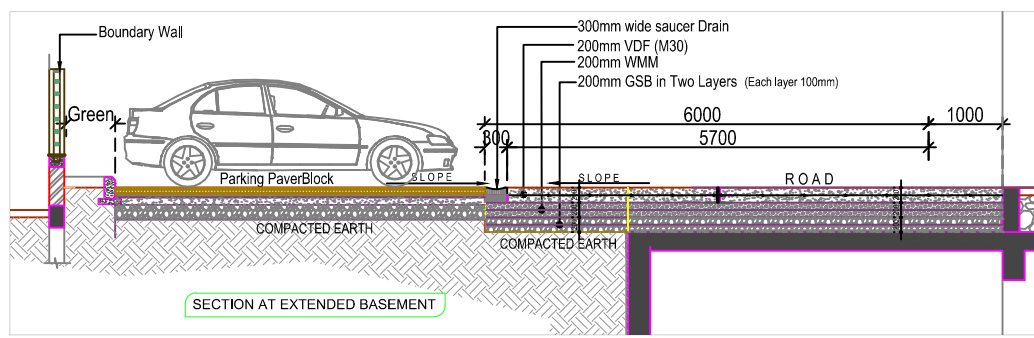 Boundary Wall
300mm wide saucer Drain
200mm VDF (M30)
200mm WMM
200mm GSB in Two Layers (Each layer 100mm)
Green
6000
1000
300
5700
Parking PaverBlock
SLOPE
SLOPE
ROAD
COMPACTED EARTH
COMPACTED EARTH
SECTION AT EXTENDED BASEMENT